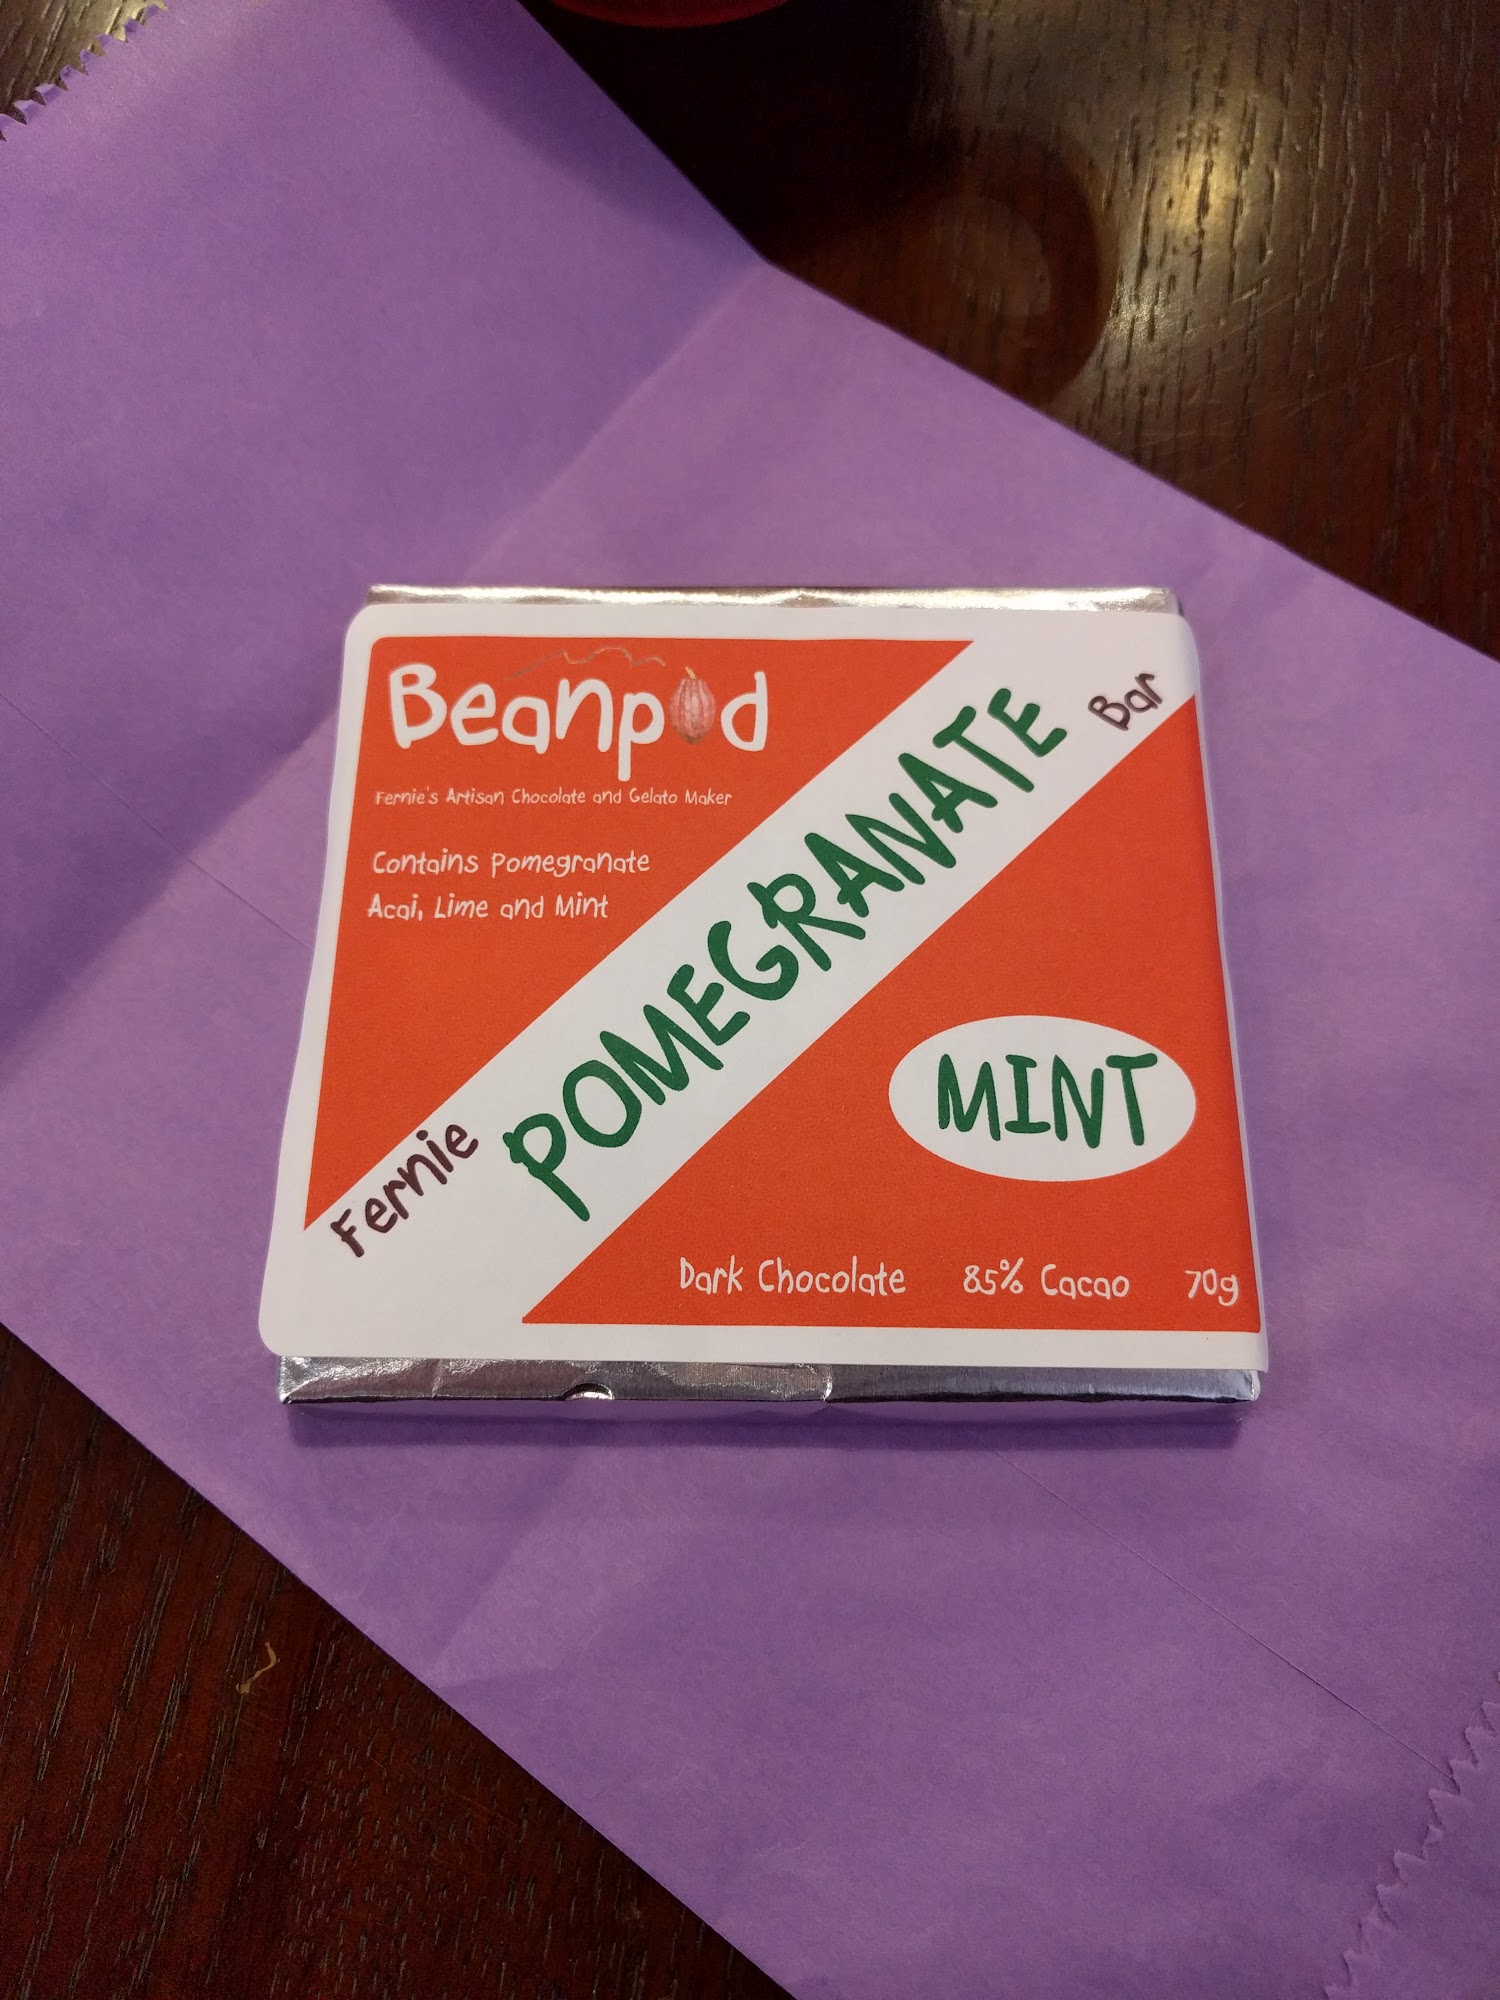 Beanpod
Fernie's Artisan Chocolate and Gelato Maker
Contains Pomegranate
Acai, Lime and Mint
Fernie POMEGRANATE Bar
MINT
Dark Chocolate 85% Cacao 70g